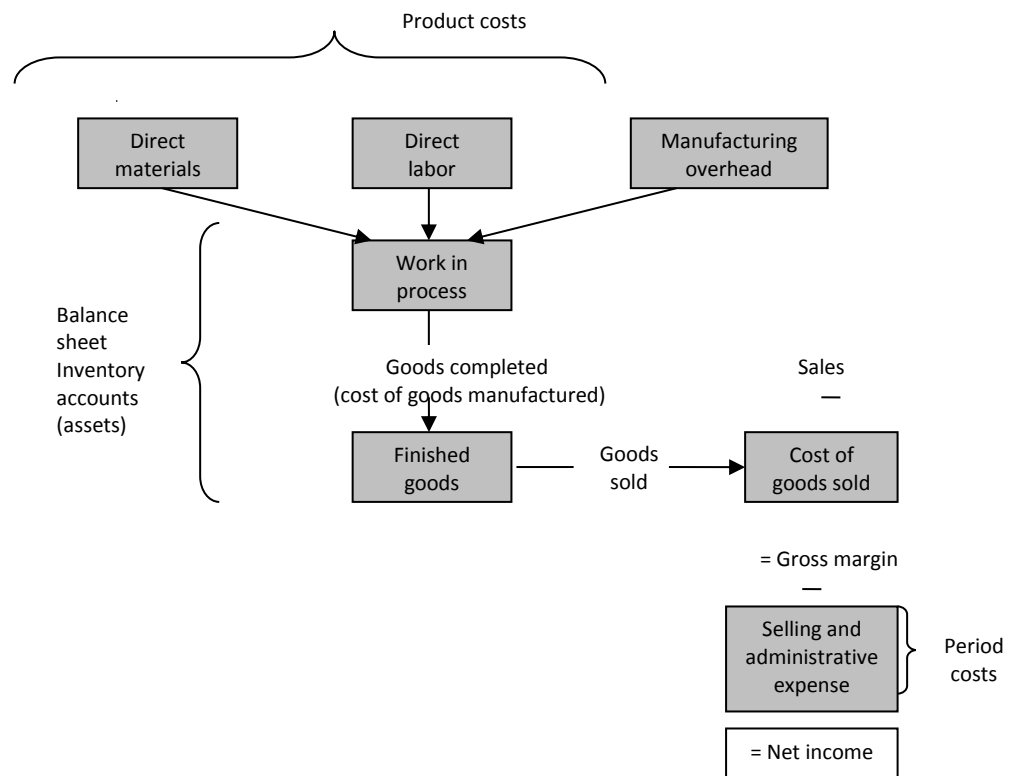 Product costs
Direct
materials
Direct
labor
Manufacturing
overhead
Work in
process
Balance
sheet
Inventory
accounts
(assets)
Goods completed
(cost of goods manufactured)
Sales
—
Finished
goods
Goods
sold
Cost of
goods sold
= Gross margin
—
Selling and
administrative
expense
Period
costs
= Net income